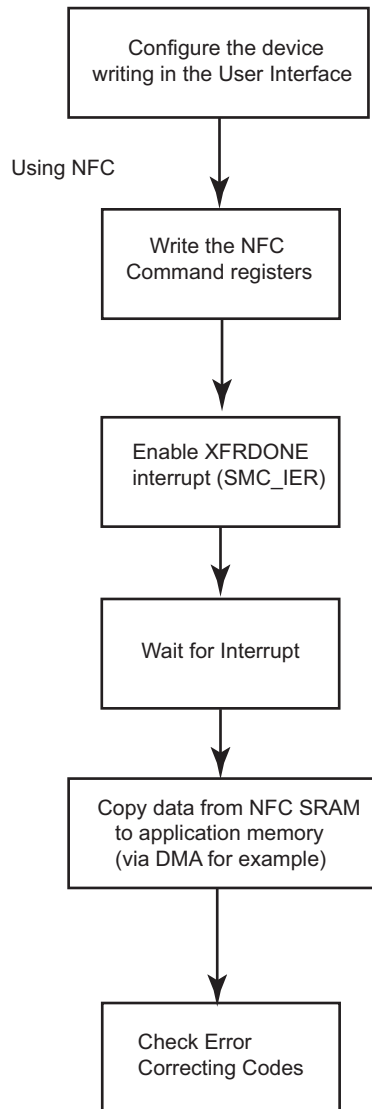 Configure the device
writing in the User Interface
Using NFC
Write the NFC
Command registers
Enable XFRDONE
interrupt (SMC_IER)
Wait for Interrupt
Copy data from NFC SRAM
to application memory
(via DMA for example)
Check Error
Correcting Codes